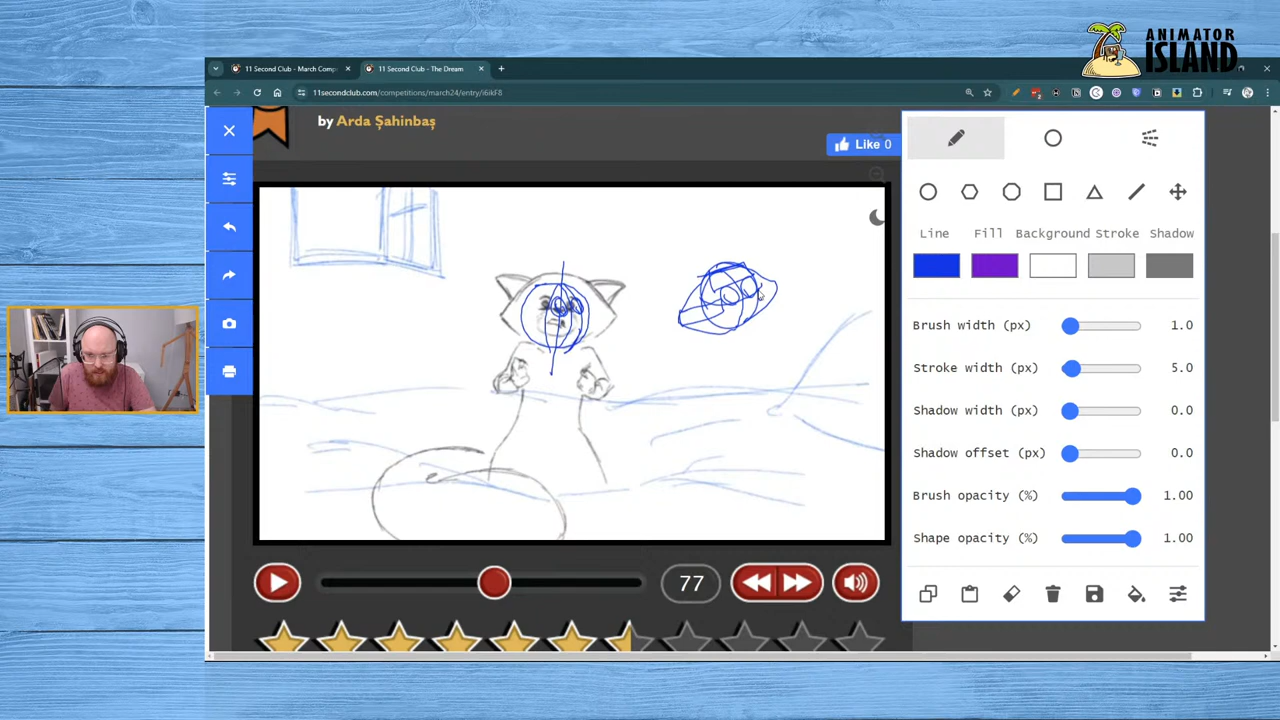 ANIMATOR
ISLAND
11 Second Club - March Comp
11 Second Club - The Dream
11secondclub.com/competitions/march24/entry/i6ikF8
by Arda Şahinbaş
Like 0
Line
Fill
Background
Stroke
Shadow
Brush width (px)
1.0
Stroke width (px)
5.0
Shadow width (px)
0.0
Shadow offset (px)
0.0
Brush opacity (%)
1.00
Shape opacity (%)
1.00
77